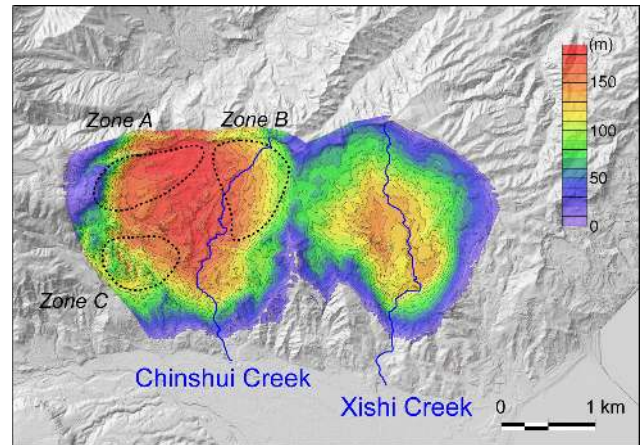 (m)
150
100
50
0
Zone A
Zone B
Zone C
Chinshui Creek
Xishi Creek
0
1 km